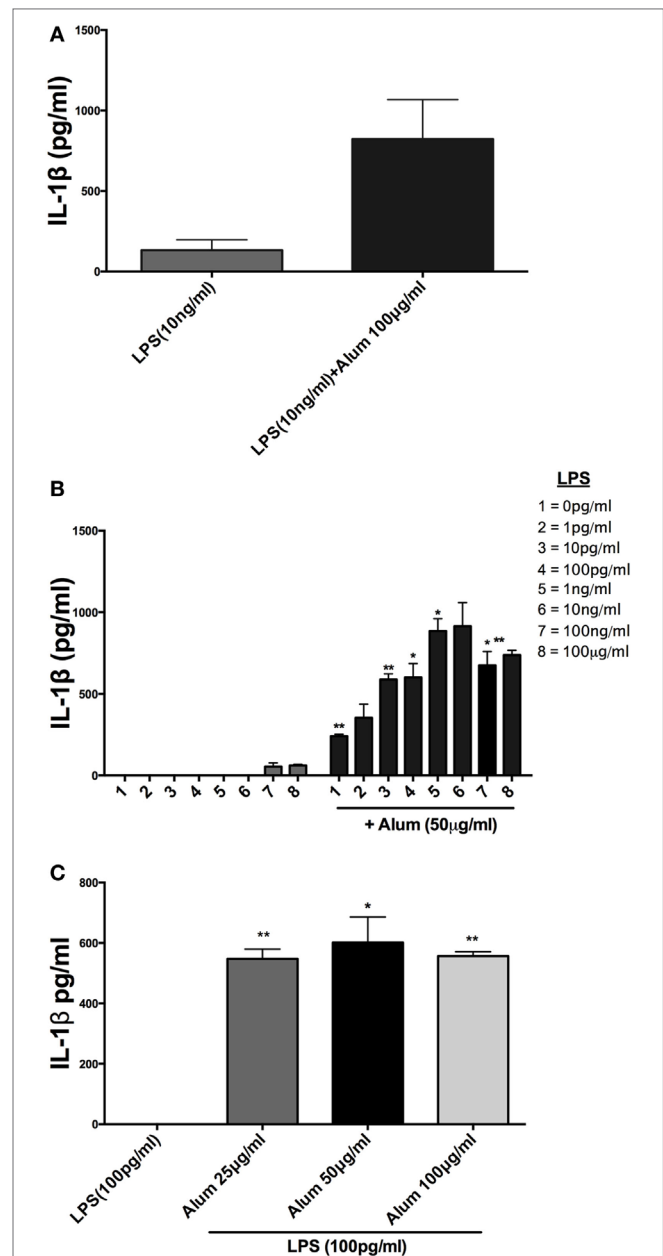 A
IL-1β (pg/ml)
1500
1000
500
0
LPS(10ng/ml)
LPS(10ng/ml)+Alum 100μg/ml
B
IL-1β (pg/ml)
1500
1000
500
0
** ** * * * **
1 2 3 4 5 6 7 8 1 2 3 4 5 6 7 8
+ Alum (50μg/ml)
LPS
1 = 0pg/ml
2 = 1pg/ml
3 = 10pg/ml
4 = 100pg/ml
5 = 1ng/ml
6 = 10ng/ml
7 = 100ng/ml
8 = 100μg/ml
C
IL-1β pg/ml
800
600
400
200
0
** * **
LPS(100pg/ml)
Alum 25μg/ml
Alum 50μg/ml
Alum 100μg/ml
LPS (100pg/ml)